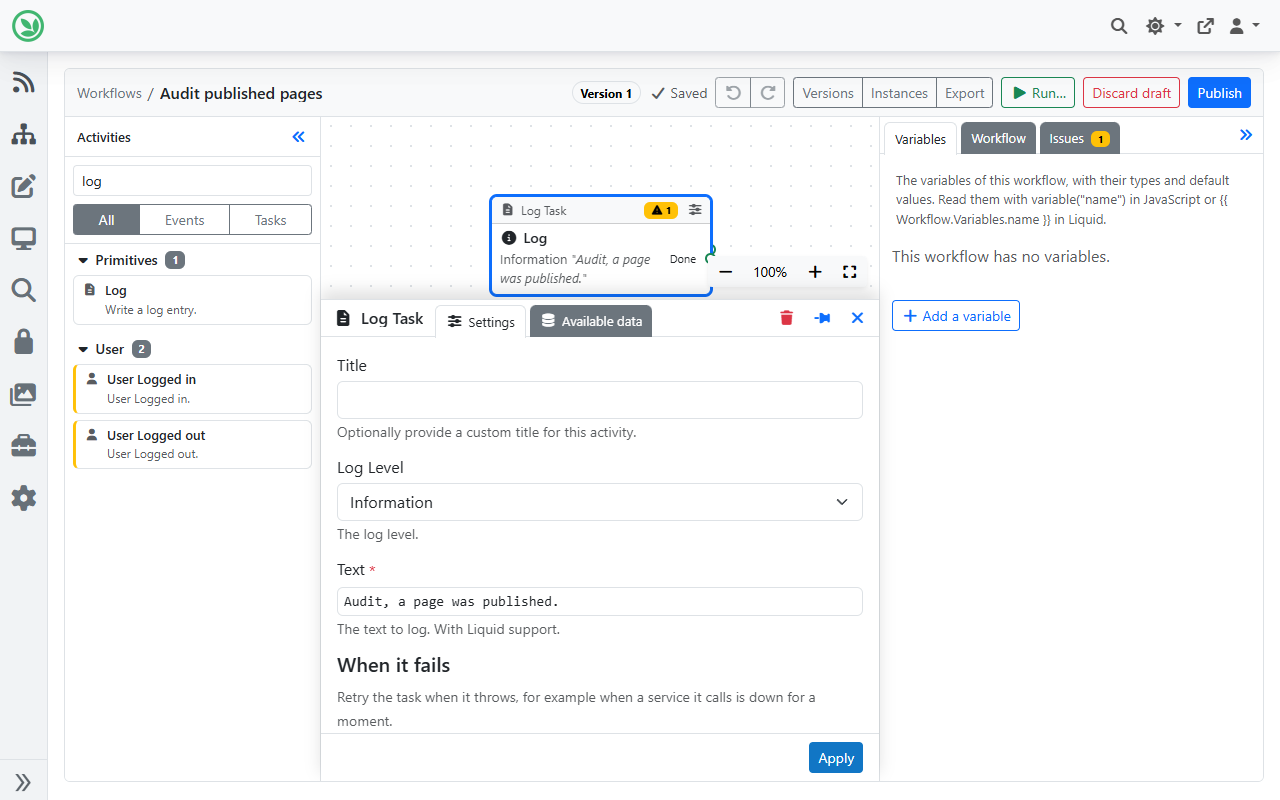 Workflows / Audit published pages
Version 1
Saved
Versions
Instances
Export
Run...
Discard draft
Publish
Activities
log
All
Events
Tasks
Primitives 1
Log
Write a log entry.
User 2
User Logged in
User Logged in.
User Logged out
User Logged out.
Log Task
1
Log
Information "Audit, a page
was published."
Done
100%
Log Task
Settings
Available data
Title
Optionally provide a custom title for this activity.
Log Level
Information
The log level.
Text *
Audit, a page was published.
The text to log. With Liquid support.
When it fails
Retry the task when it throws, for example when a service it calls is down for a
moment.
Apply
Variables
Workflow
Issues 1
The variables of this workflow, with their types and default
values. Read them with variable("name") in JavaScript or {{
Workflow.Variables.name }} in Liquid.
This workflow has no variables.
Add a variable